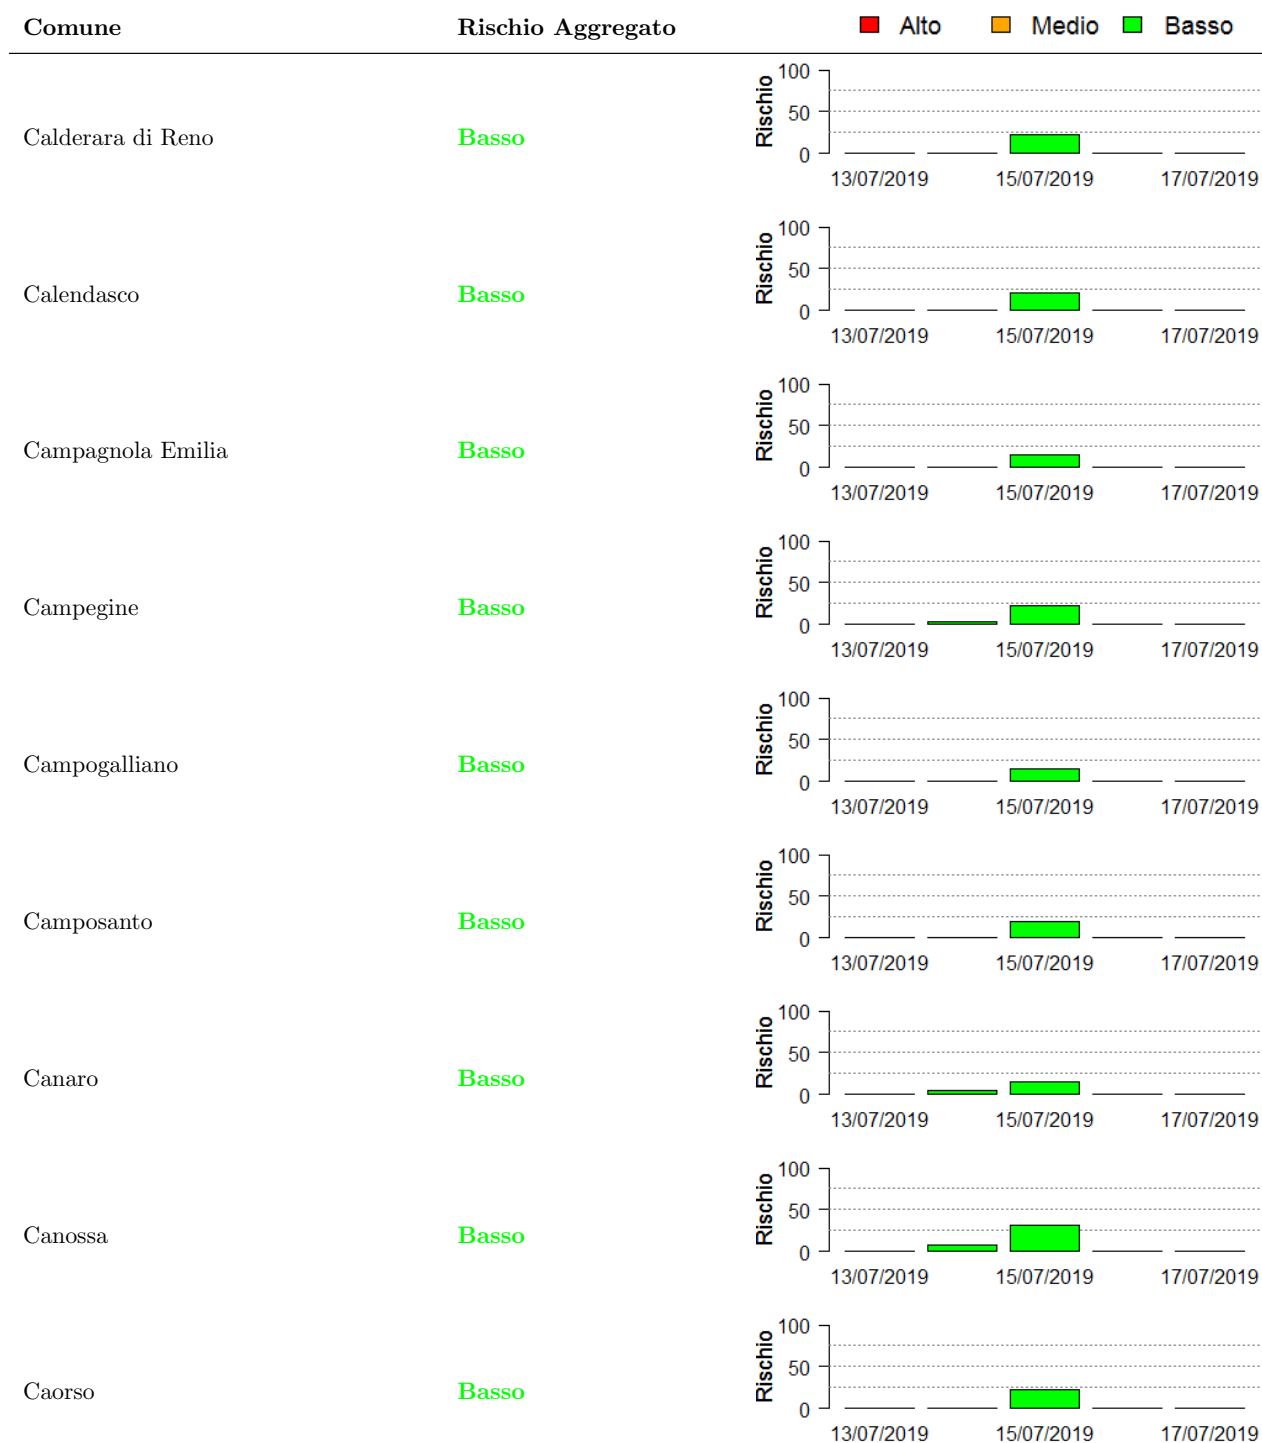 Comune Rischio Aggregato Alto Medio Basso
Calderara di Reno Basso Rischio 100 50 0
13/07/2019 15/07/2019 17/07/2019
Calendasco Basso Rischio 100 50 0
13/07/2019 15/07/2019 17/07/2019
Campagnola Emilia Basso Rischio 100 50 0
13/07/2019 15/07/2019 17/07/2019
Campegine Basso Rischio 100 50 0
13/07/2019 15/07/2019 17/07/2019
Campogalliano Basso Rischio 100 50 0
13/07/2019 15/07/2019 17/07/2019
Camposanto Basso Rischio 100 50 0
13/07/2019 15/07/2019 17/07/2019
Canaro Basso Rischio 100 50 0
13/07/2019 15/07/2019 17/07/2019
Canossa Basso Rischio 100 50 0
13/07/2019 15/07/2019 17/07/2019
Caorso Basso Rischio 100 50 0
13/07/2019 15/07/2019 17/07/2019